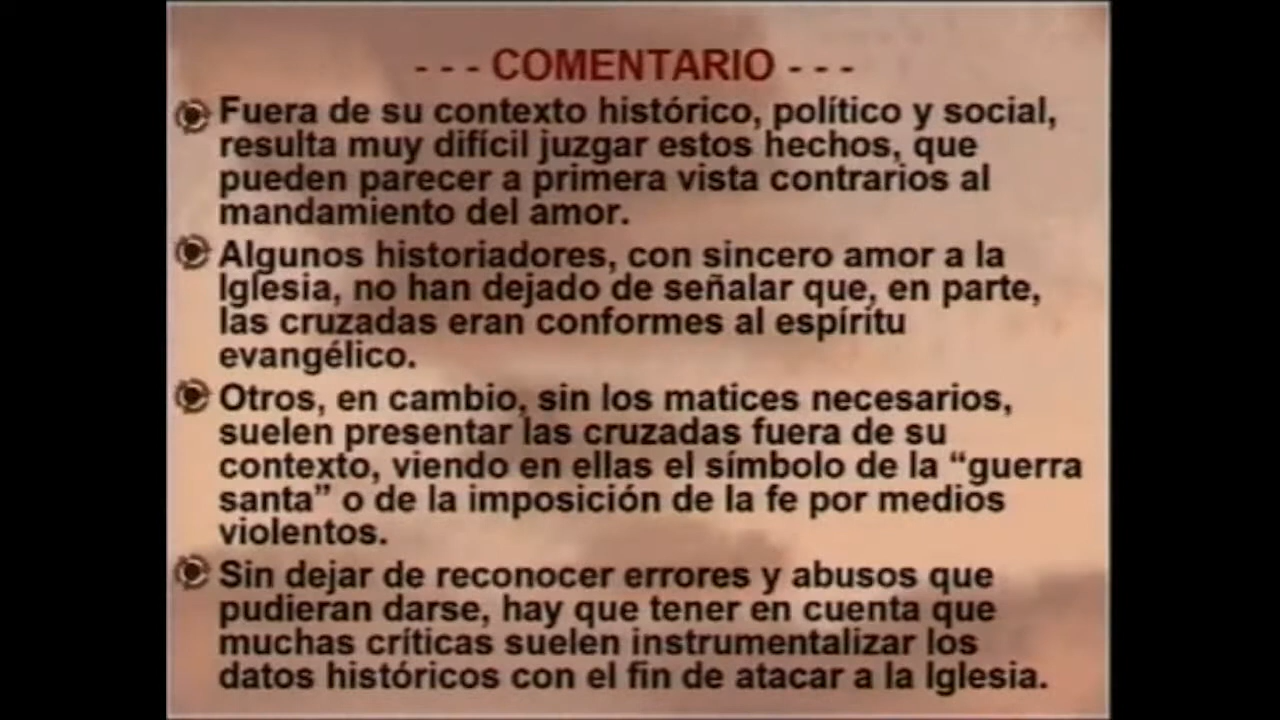 - - - COMENTARIO - - -
Fuera de su contexto histórico, político y social,
resulta muy difícil juzgar estos hechos, que
pueden parecer a primera vista contrarios al
mandamiento del amor.
Algunos historiadores, con sincero amor a la
Iglesia, no han dejado de señalar que, en parte,
las cruzadas eran conformes al espíritu
evangélico.
Otros, en cambio, sin los matices necesarios,
suelen presentar las cruzadas fuera de su
contexto, viendo en ellas el símbolo de la “guerra
santa” o de la imposición de la fe por medios
violentos.
Sin dejar de reconocer errores y abusos que
pudieran darse, hay que tener en cuenta que
muchas críticas suelen instrumentalizar los
datos históricos con el fin de atacar a la Iglesia.